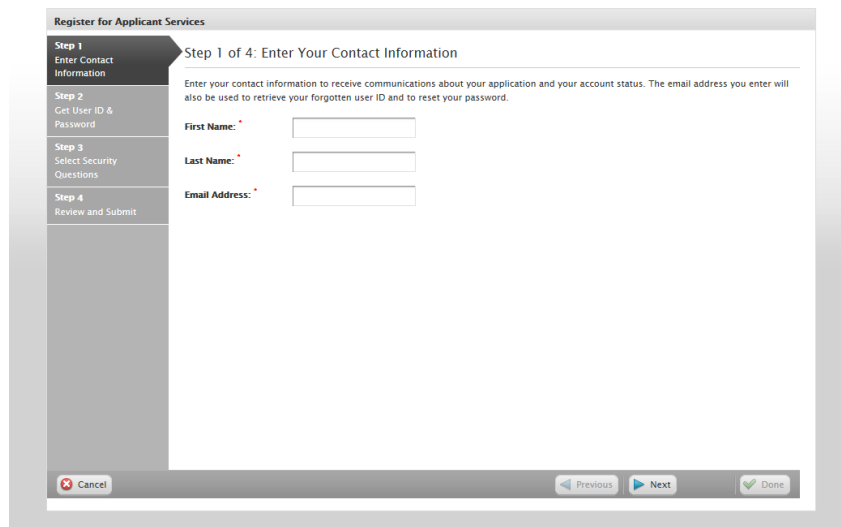 Register for Applicant Services
Step 1
Enter Contact
Information
Step 2
Get User ID &
Password
Step 3
Select Security
Questions
Step 4
Review and Submit
Step 1 of 4: Enter Your Contact Information
Enter your contact information to receive communications about your application and your account status. The email address you enter will
also be used to retrieve your forgotten user ID and to reset your password.
First Name: *
Last Name: *
Email Address: *
Cancel
Previous
Next
Done